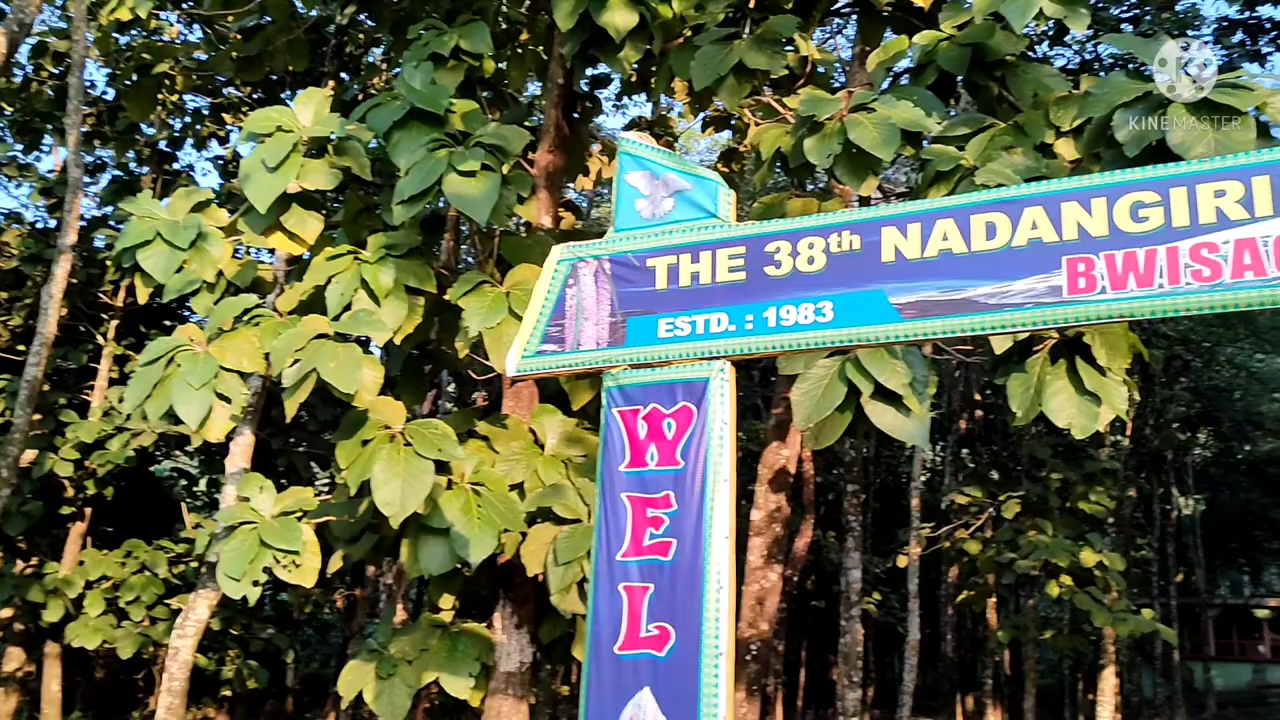 THE 38th NADANGIRI
ESTD. : 1983
W
E
L
KINEMASTER